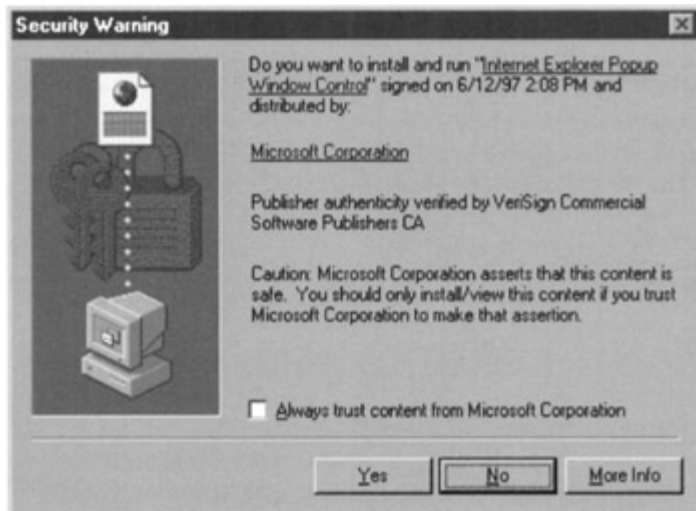 Security Warning
Do you want to install and run "Internet Explorer Popup
Window Control" signed on 6/12/97 2:08 PM and
distributed by:
Microsoft Corporation
Publisher authenticity verified by VeriSign Commercial
Software Publishers CA
Caution: Microsoft Corporation asserts that this content is
safe. You should only install/view this content if you trust
Microsoft Corporation to make that assertion.
Always trust content from Microsoft Corporation
Yes No More Info